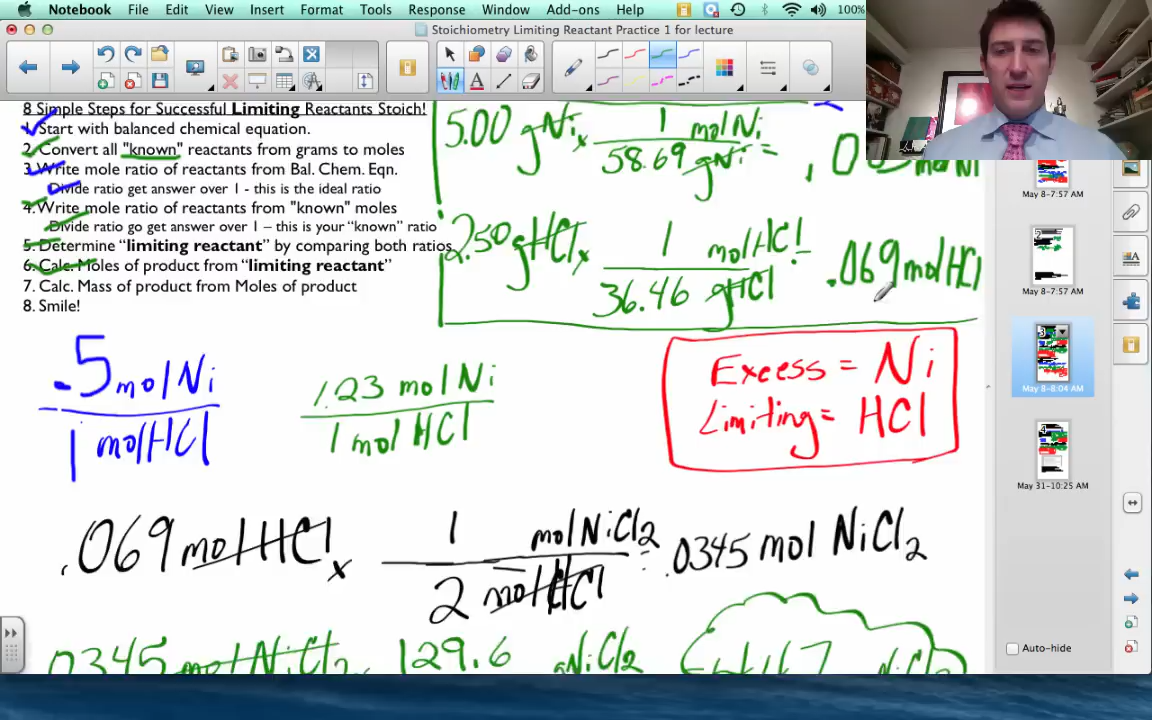 Notebook File Edit View Insert Format Tools Response Window Add-ons Help 100%
Stoichiometry Limiting Reactant Practice 1 for lecture
8 Simple Steps for Successful Limiting Reactants Stoich!
Start with balanced chemical equation.
2. Convert all "known" reactants from grams to moles
3. Write mole ratio of reactants from Bal. Chem. Eqn.
Divide ratio get answer over 1 - this is the ideal ratio
4. Write mole ratio of reactants from "known" moles
Divide ratio go get answer over 1 – this is your “known” ratio
5. Determine “limiting reactant” by comparing both ratios
6. Calc. Moles of product from “limiting reactant”
7. Calc. Mass of product from Moles of product
8. Smile!
5.00 g Ni x 1 mol Ni =
58.69 g Ni
2.50 g HCl x 1 mol HCl = .069 mol HCl
36.46 g HCl
.5 mol Ni
1 mol HCl
1.23 mol Ni
1 mol HCl
Excess = Ni
Limiting = HCl
.069 mol HCl x 1 mol NiCl2 = .0345 mol NiCl2
2 mol HCl
.0345 mol NiCl2 129.6 g NiCl2 NiCl2
May 8-7:57 AM
May 8-7:57 AM
May 8-8:04 AM
May 31-10:25 AM
Auto-hide